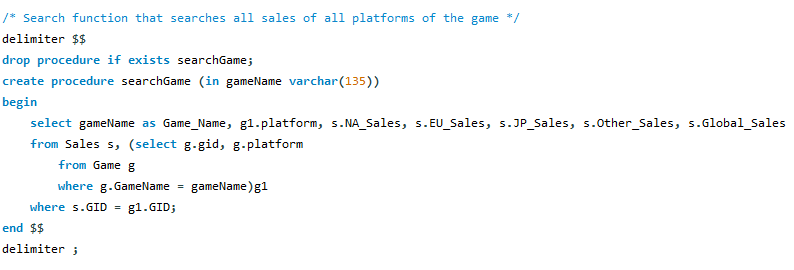 /* Search function that searches all sales of all platforms of the game */
delimiter $$
drop procedure if exists searchGame;
create procedure searchGame (in gameName varchar(135))
begin
    select gameName as Game_Name, g1.platform, s.NA_Sales, s.EU_Sales, s.JP_Sales, s.Other_Sales, s.Global_Sales
    from Sales s, (select g.gid, g.platform
        from Game g
        where g.GameName = gameName)g1
    where s.GID = g1.GID;
end $$
delimiter ;